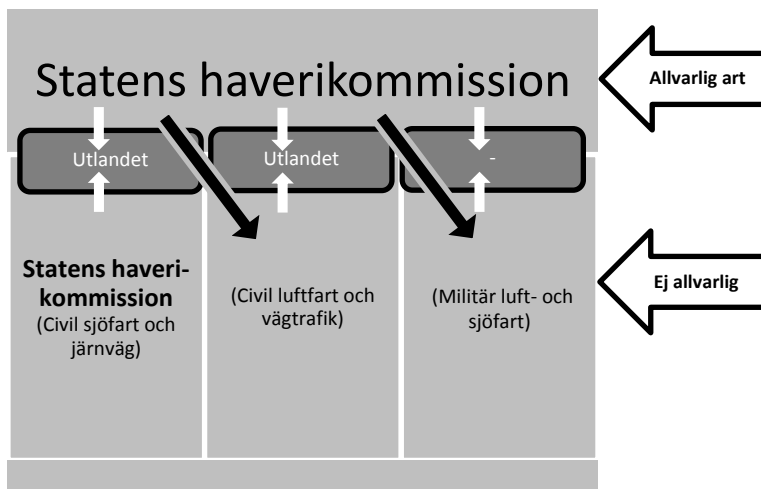 Statens haverikommission
Allvarlig art
Utlandet
Utlandet
-
Statens haveri-
kommission
(Civil sjöfart och
järnväg)
(Civil luftfart och
vägtrafik)
(Militär luft- och
sjöfart)
Ej allvarlig